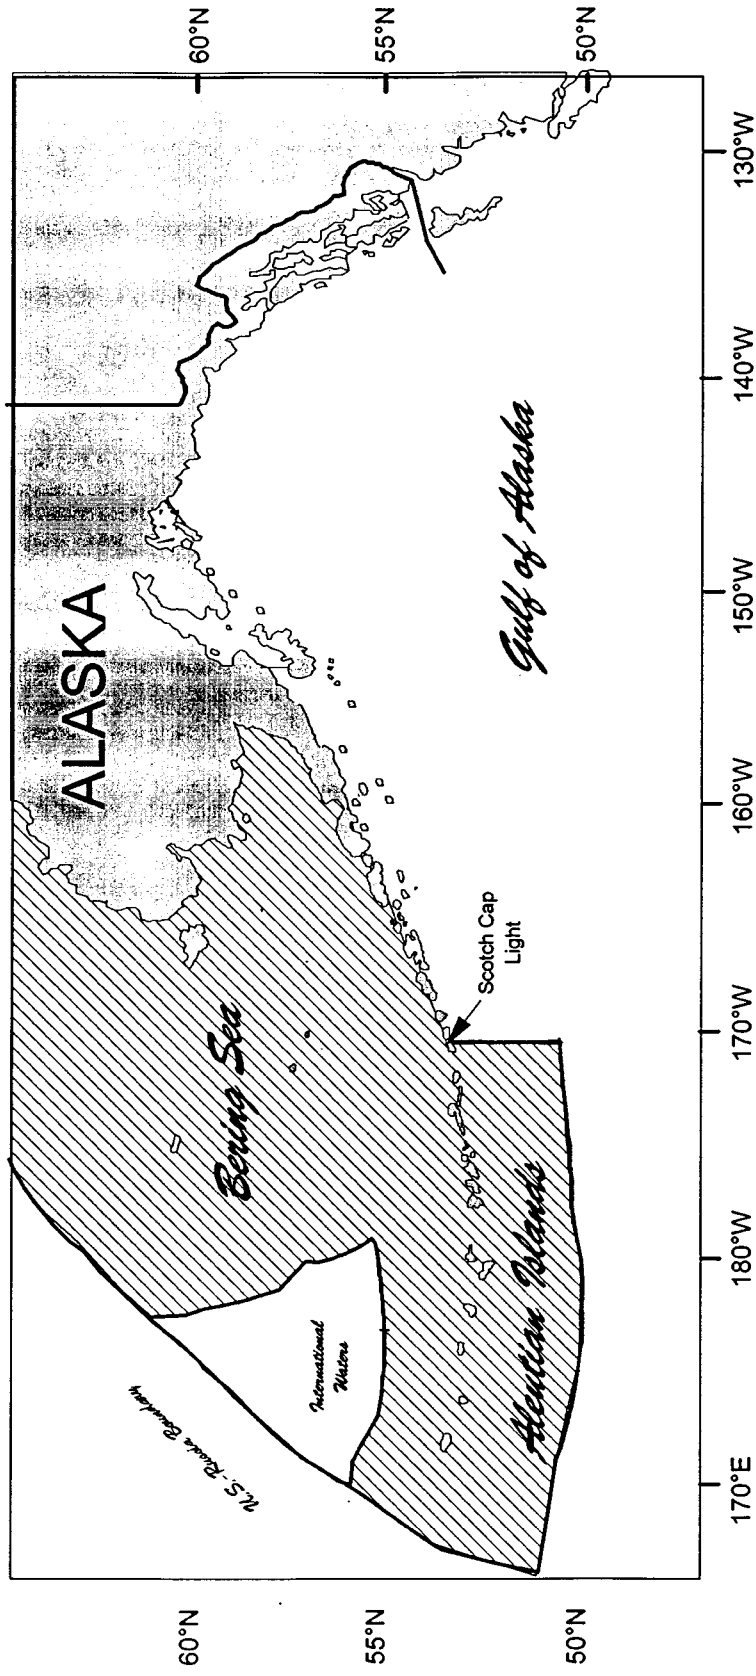 60°N
55°N
50°N
ALASKA
Bering Sea
Gulf of Alaska
Scotch Cap
Light
Aleutian Islands
International
Waters
U.S.- Russia Boundary
60°N
55°N
50°N
170°E
180°W
170°W
160°W
150°W
140°W
130°W